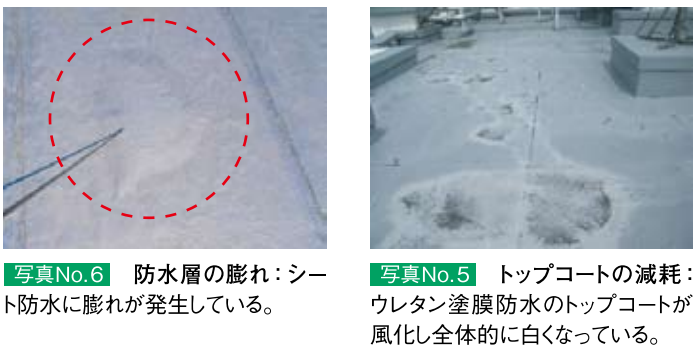 写真No.6 防水層の膨れ：シー
ト防水に膨れが発生している。
写真No.5 トップコートの減耗：
ウレタン塗膜防水のトップコートが
風化し全体的に白くなっている。